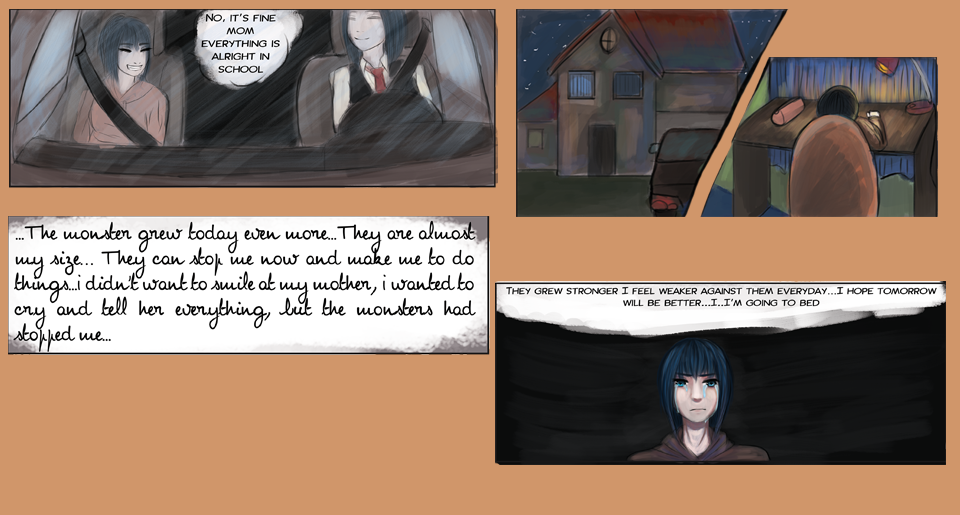 No, it's fine
mom
everything is
alright in
school
...The monster grew today even more...They are almost
my size... They can stop me now and make me to do
things...i didn't want to smile at my mother, i wanted to
cry and tell her everything, but the monsters had
stopped me...
They grew stronger I feel weaker against them everyday...I hope tomorrow
will be better...I..I'm going to bed